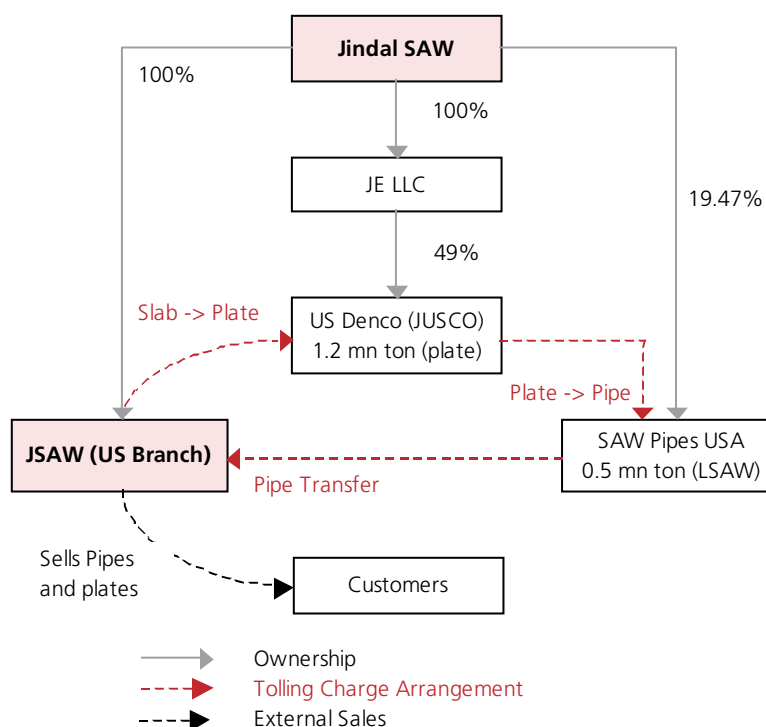 Jindal SAW
100%
100%
JE LLC
19.47%
49%
Slab -> Plate
US Denco (JUSCO)
1.2 mn ton (plate)
Plate -> Pipe
JSAW (US Branch)
SAW Pipes USA
0.5 mn ton (LSAW)
Pipe Transfer
Sells Pipes
and plates
Customers
Ownership
Tolling Charge Arrangement
External Sales